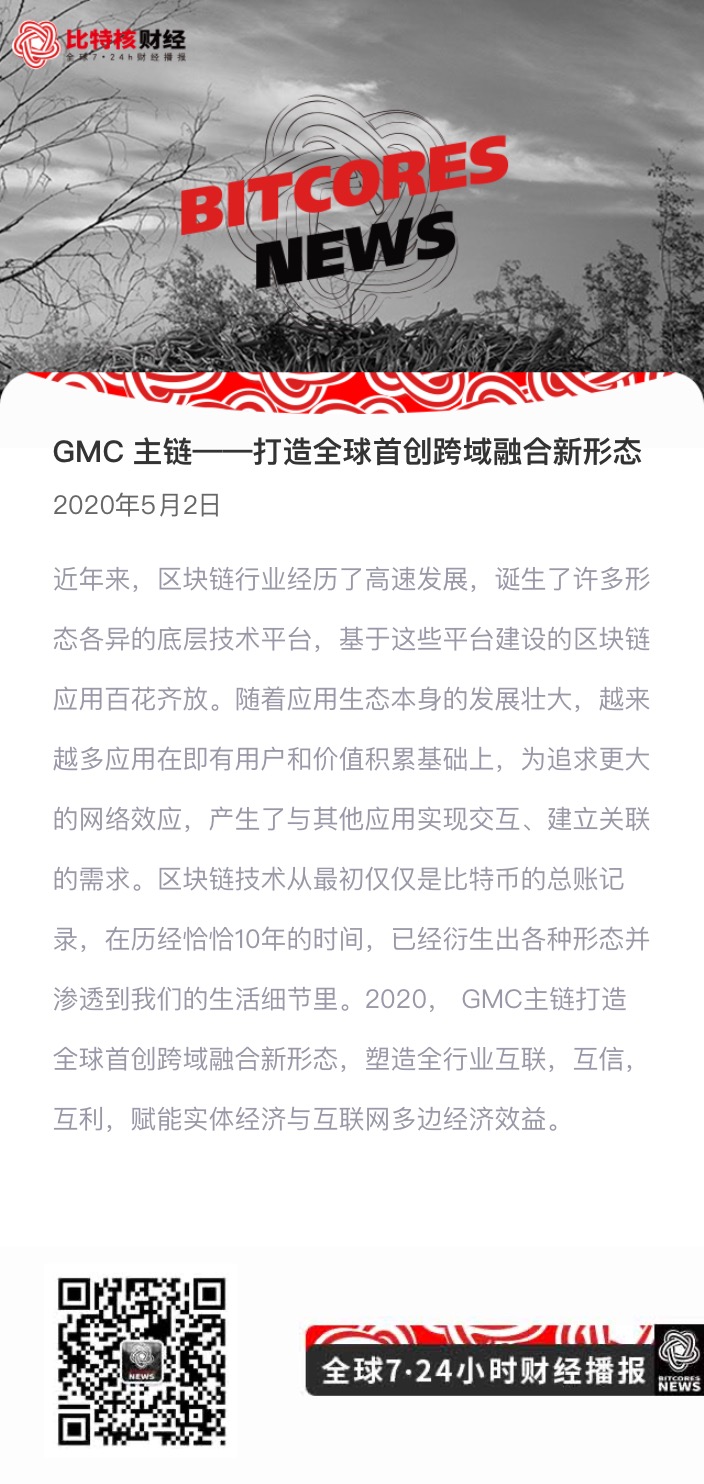 比特核财经
全球7·24h财经播报
BITCORES
NEWS
GMC 主链——打造全球首创跨域融合新形态
2020年5月2日
近年来，区块链行业经历了高速发展，诞生了许多形
态各异的底层技术平台，基于这些平台建设的区块链
应用百花齐放。随着应用生态本身的发展壮大，越来
越多应用在即有用户和价值积累基础上，为追求更大
的网络效应，产生了与其他应用实现交互、建立关联
的需求。区块链技术从最初仅仅是比特币的总账记
录，在历经恰恰10年的时间，已经衍生出各种形态并
渗透到我们的生活细节里。2020， GMC主链打造
全球首创跨域融合新形态，塑造全行业互联，互信，
互利，赋能实体经济与互联网多边经济效益。
NEWS
全球7·24小时财经播报
BITCORES
NEWS